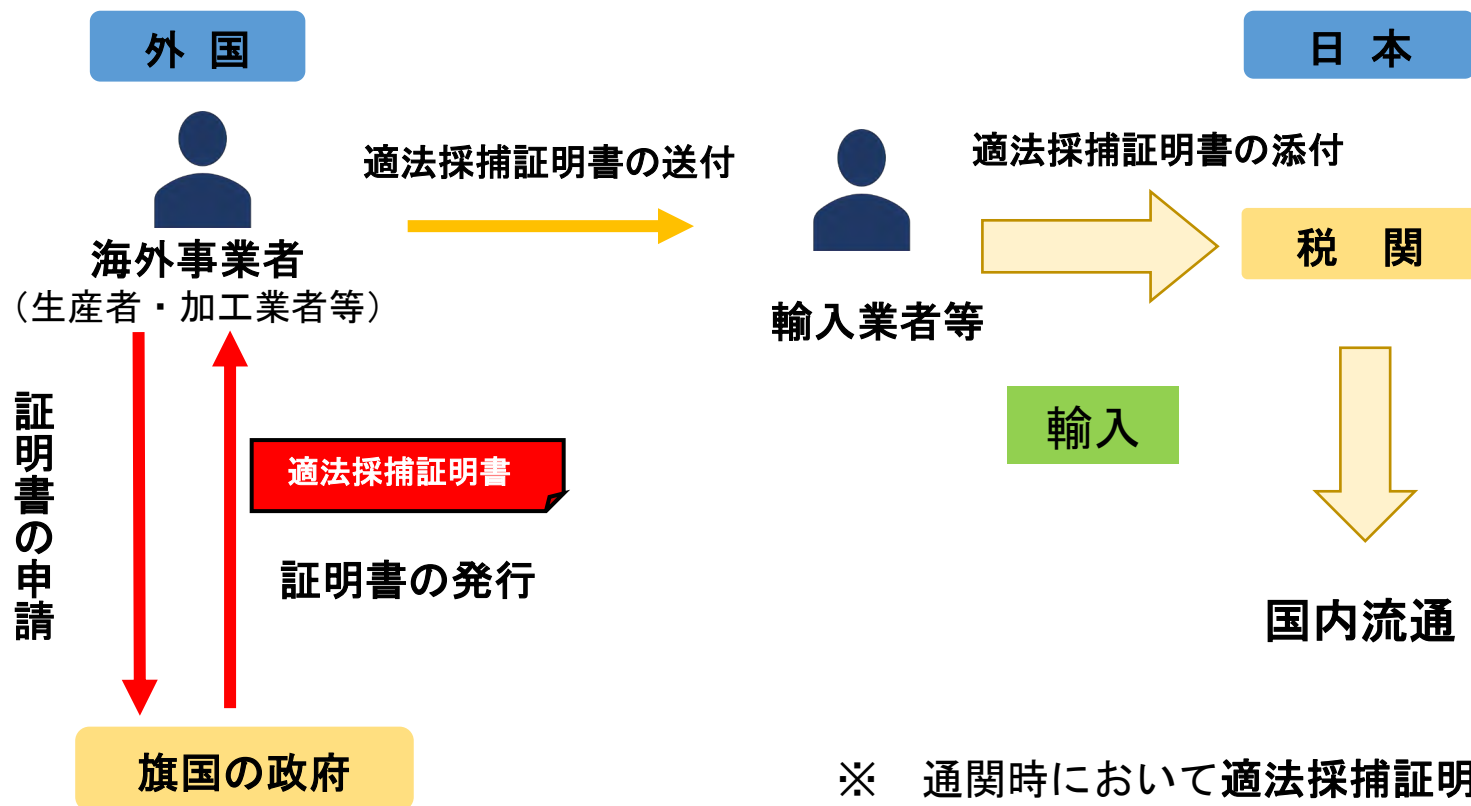 外 国
日 本
適法採捕証明書の送付
適法採捕証明書の添付
海外事業者
（生産者・加工業者等）
輸入業者等
税 関
証明書の申請
適法採捕証明書
証明書の発行
輸入
国内流通
旗国の政府
※ 通関時において適法採捕証明